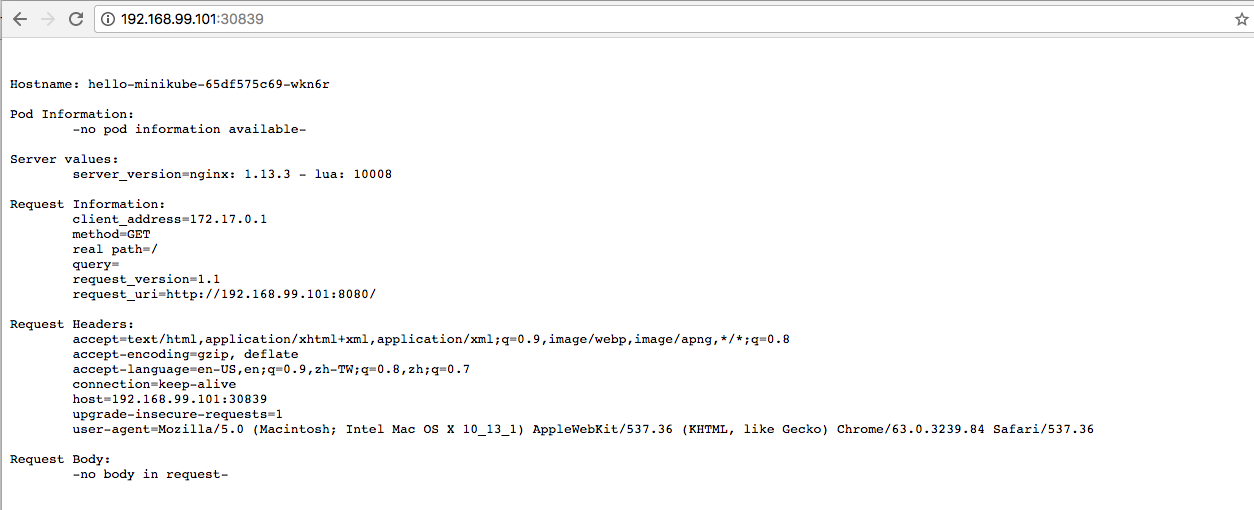 192.168.99.101:30839
Hostname: hello-minikube-65df575c69-wkn6r
Pod Information:
-no pod information available-
Server values:
server_version=nginx: 1.13.3 - lua: 10008
Request Information:
client_address=172.17.0.1
method=GET
real path=/
query=
request_version=1.1
request_uri=http://192.168.99.101:8080/
Request Headers:
accept=text/html,application/xhtml+xml,application/xml;q=0.9,image/webp,image/apng,*/*;q=0.8
accept-encoding=gzip, deflate
accept-language=en-US,en;q=0.9,zh-TW;q=0.8,zh;q=0.7
connection=keep-alive
host=192.168.99.101:30839
upgrade-insecure-requests=1
user-agent=Mozilla/5.0 (Macintosh; Intel Mac OS X 10_13_1) AppleWebKit/537.36 (KHTML, like Gecko) Chrome/63.0.3239.84 Safari/537.36
Request Body:
-no body in request-